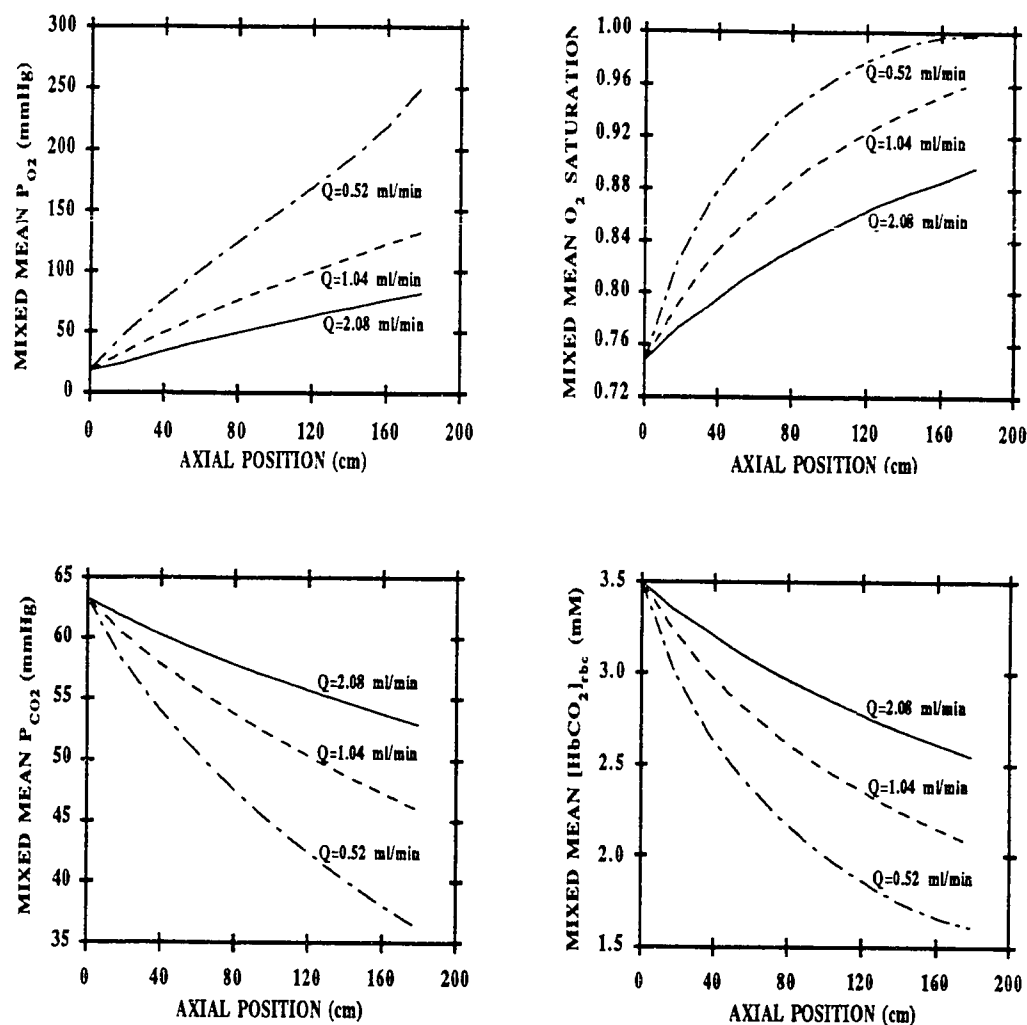 MIXED MEAN P_O2 (mmHg)
300
250
200
150
100
50
0
Q=0.52 ml/min
Q=1.04 ml/min
Q=2.08 ml/min
0 40 80 120 160 200
AXIAL POSITION (cm)
MIXED MEAN O2 SATURATION
1.00
0.96
0.92
0.88
0.84
0.80
0.76
0.72
Q=0.52 ml/min
Q=1.04 ml/min
Q=2.08 ml/min
0 40 80 120 160 200
AXIAL POSITION (cm)
MIXED MEAN P_CO2 (mmHg)
65
60
55
50
45
40
35
Q=2.08 ml/min
Q=1.04 ml/min
Q=0.52 ml/min
0 40 80 120 160 200
AXIAL POSITION (cm)
MIXED MEAN [HbCO2]rbc (mM)
3.5
3.0
2.5
2.0
1.5
Q=2.08 ml/min
Q=1.04 ml/min
Q=0.52 ml/min
0 40 80 120 160 200
AXIAL POSITION (cm)